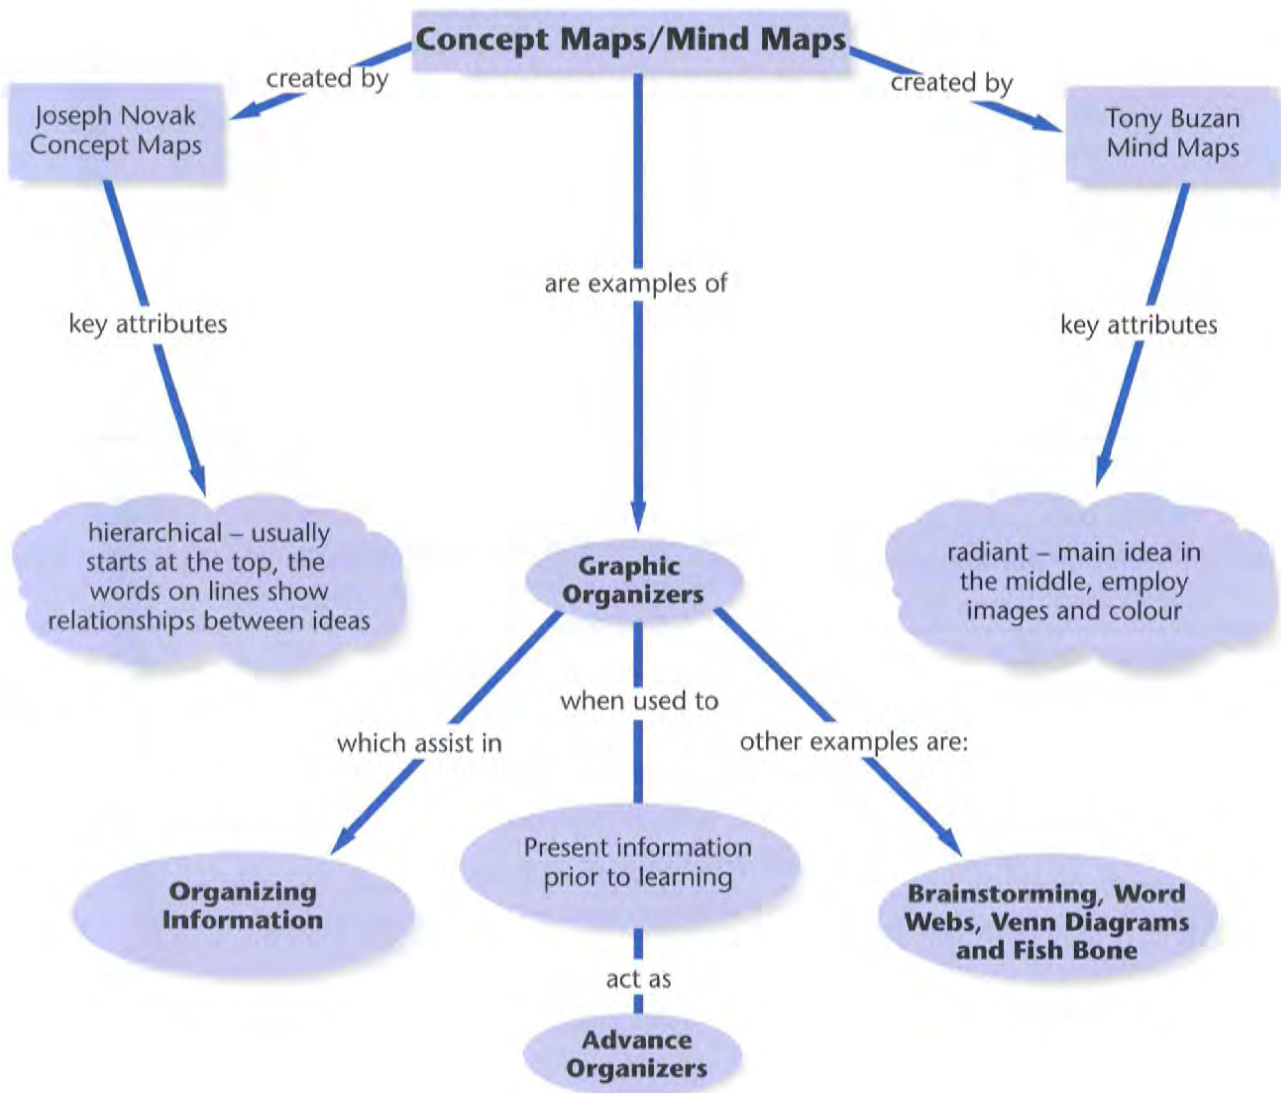 Concept Maps/Mind Maps
created by
created by
Joseph Novak
Concept Maps
Tony Buzan
Mind Maps
are examples of
key attributes
key attributes
hierarchical – usually
starts at the top, the
words on lines show
relationships between ideas
Graphic
Organizers
radiant – main idea in
the middle, employ
images and colour
which assist in
when used to
other examples are:
Organizing
Information
Present information
prior to learning
Brainstorming, Word
Webs, Venn Diagrams
and Fish Bone
act as
Advance
Organizers